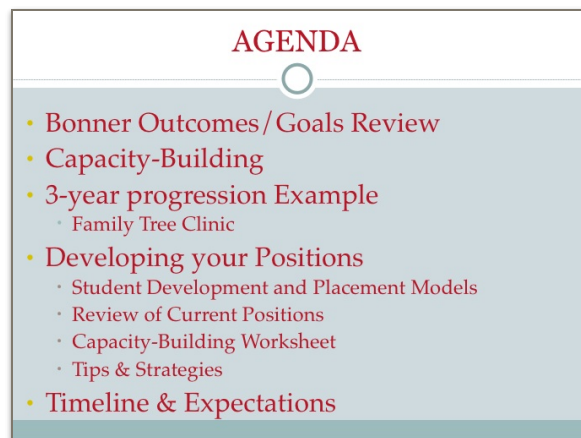 AGENDA
• Bonner Outcomes/Goals Review
• Capacity-Building
• 3-year progression Example
• Family Tree Clinic
• Developing your Positions
• Student Development and Placement Models
• Review of Current Positions
• Capacity-Building Worksheet
• Tips & Strategies
• Timeline & Expectations